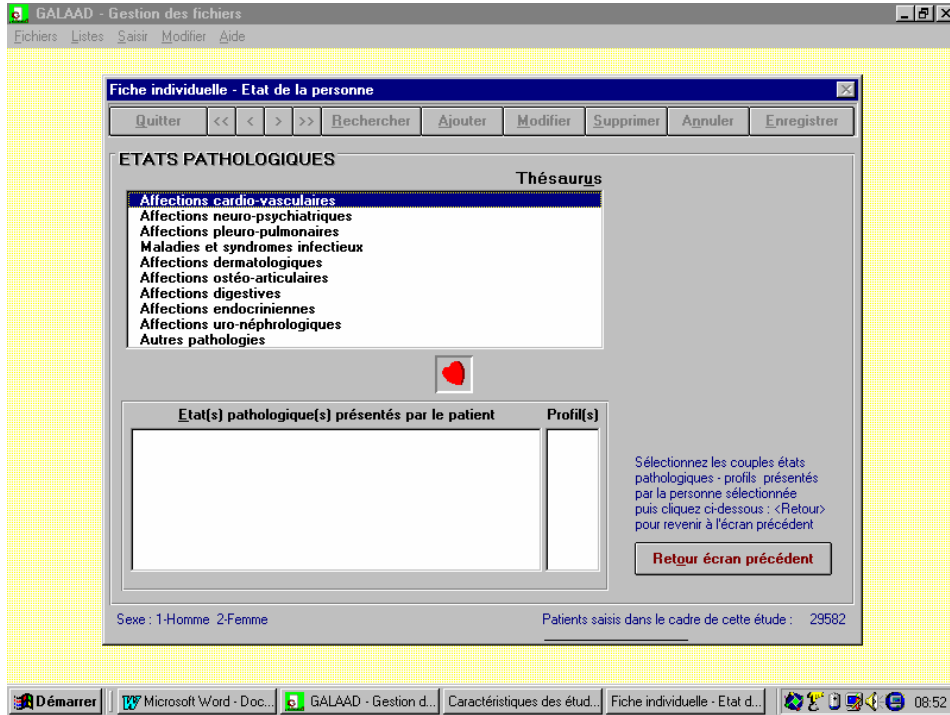 GALAAD - Gestion des fichiers
Fichiers Listes Saisir Modifier Aide
Fiche individuelle - Etat de la personne
Quitter << < > >> Rechercher Ajouter Modifier Supprimer Annuler Enregistrer
ETATS PATHOLOGIQUES
Thésaurus
Affections cardio-vasculaires
Affections neuro-psychiatriques
Affections pleuro-pulmonaires
Maladies et syndromes infectieux
Affections dermatologiques
Affections ostéo-articulaires
Affections digestives
Affections endocriniennes
Affections uro-néphrologiques
Autres pathologies
Etat(s) pathologique(s) présentés par le patient Profil(s)
Sélectionnez les couples états
pathologiques - profils présentés
par la personne sélectionnée
puis cliquez ci-dessous : <Retour>
pour revenir à l'écran précédent
Retour écran précédent
Sexe : 1-Homme 2-Femme Patients saisis dans le cadre de cette étude : 29582
Démarrer Microsoft Word - Doc... GALAAD - Gestion d... Caractéristiques des étud... Fiche individuelle - Etat d... 08:52